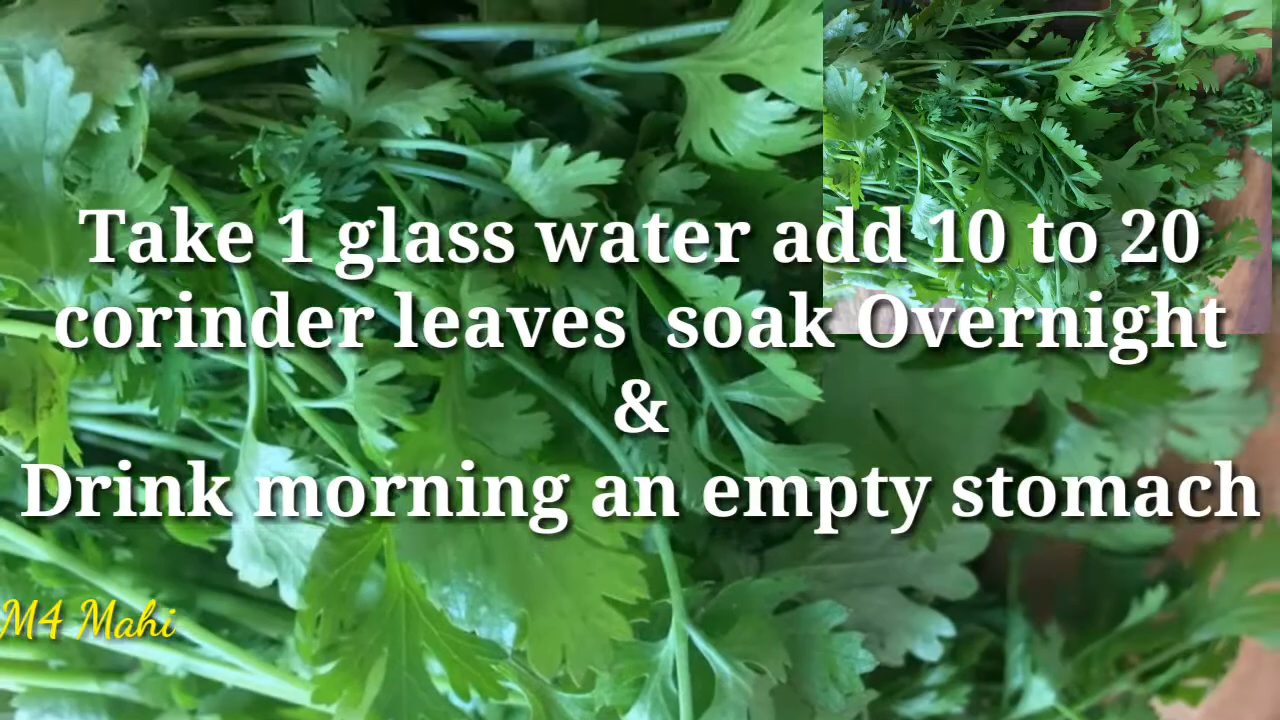 Take 1 glass water add 10 to 20
corinder leaves soak Overnight
&
Drink morning an empty stomach
M4 Mahi